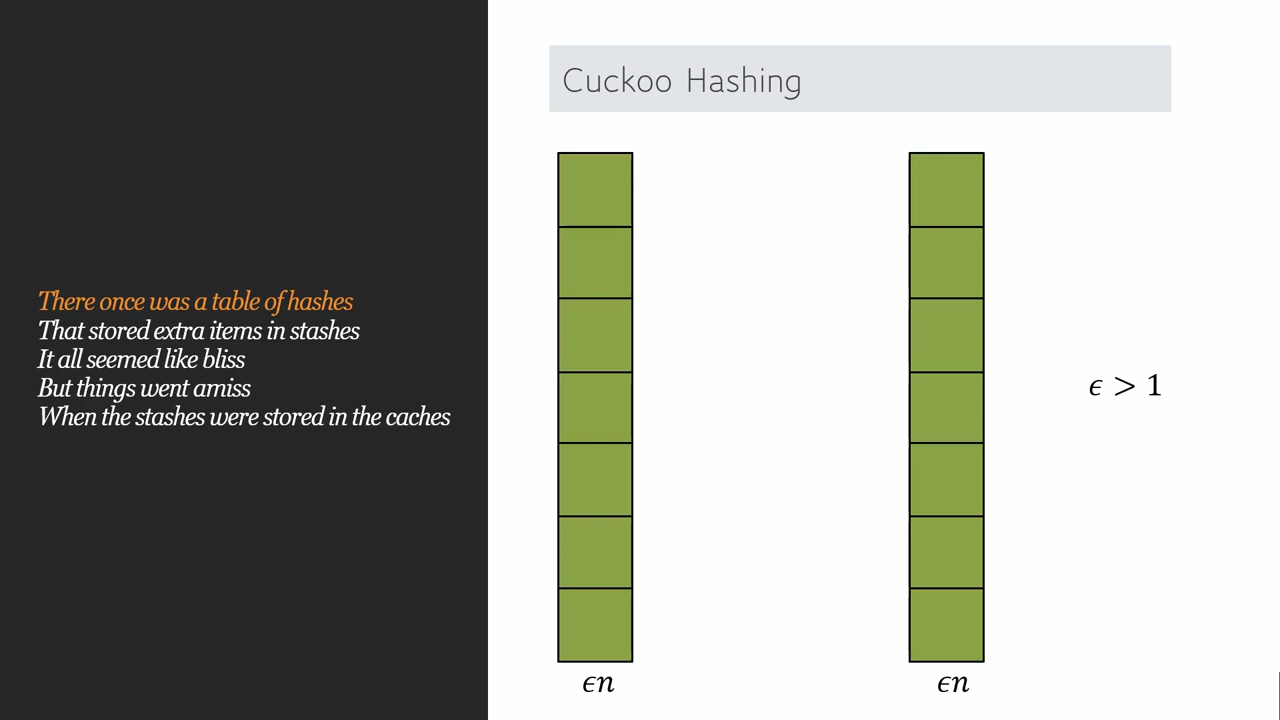 There once was a table of hashes
That stored extra items in stashes
It all seemed like bliss
But things went amiss
When the stashes were stored in the caches
Cuckoo Hashing
ϵ > 1
ϵn
ϵn